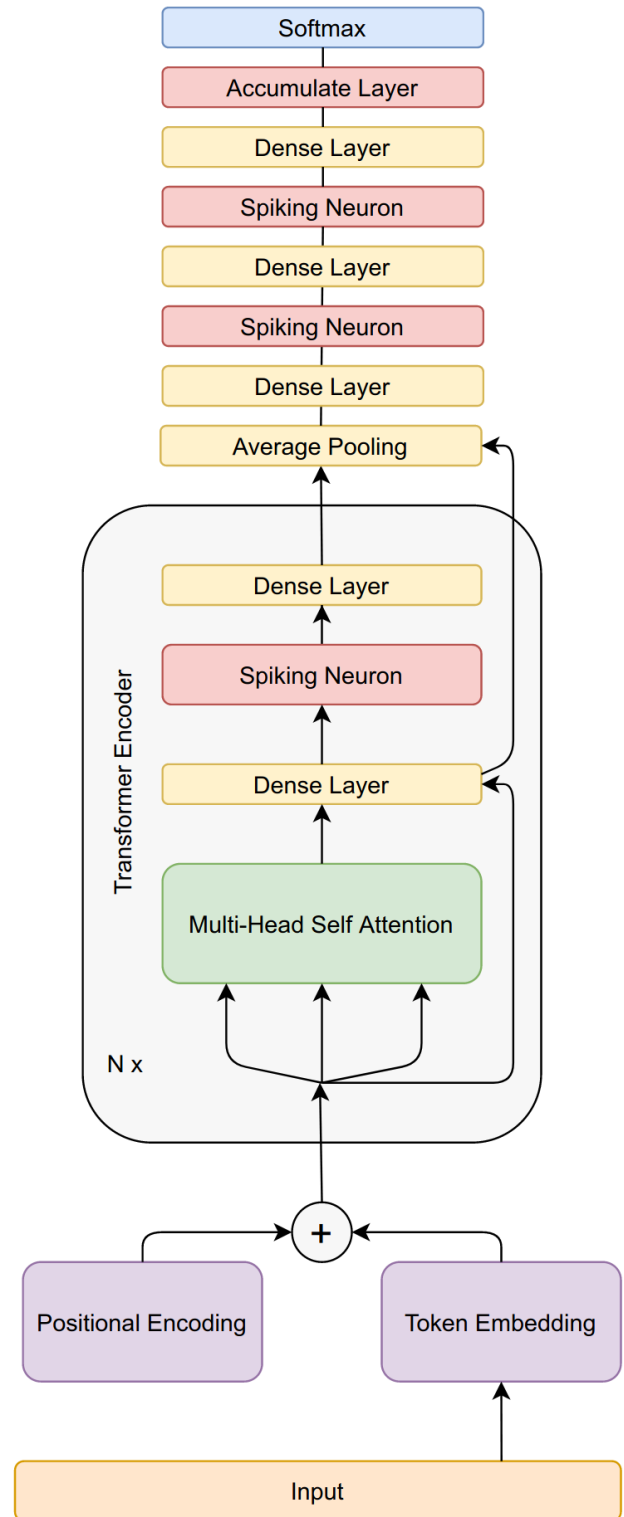 Softmax
Accumulate Layer
Dense Layer
Spiking Neuron
Dense Layer
Spiking Neuron
Dense Layer
Average Pooling
Dense Layer
Spiking Neuron
Dense Layer
Transformer Encoder
Multi-Head Self Attention
N x
+
Positional Encoding
Token Embedding
Input